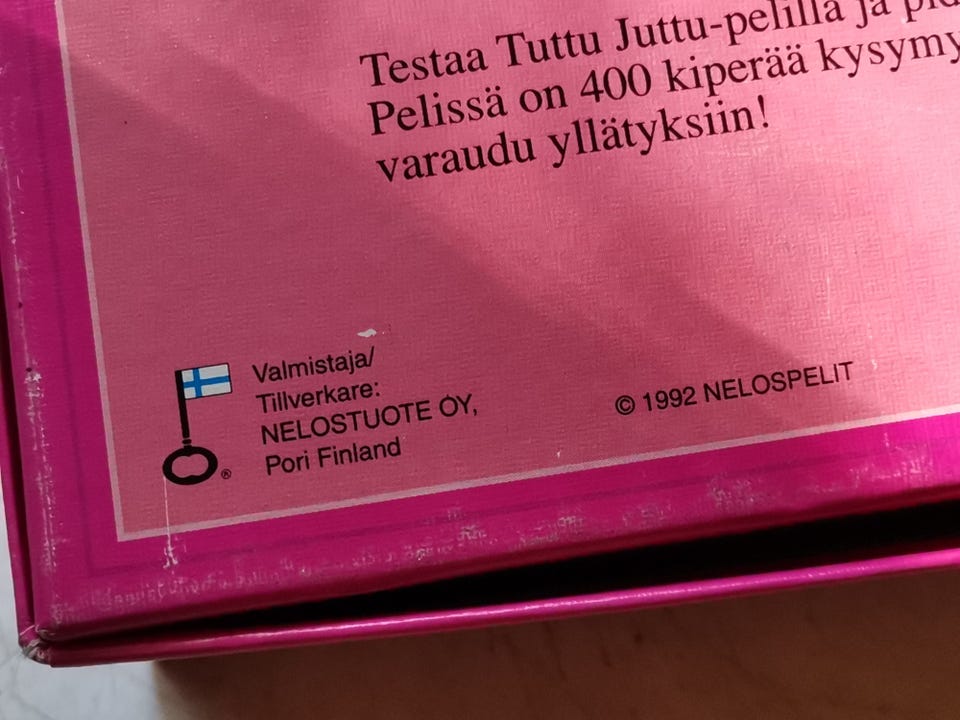 Testaa Tuttu Juttu-pelillä ja
Pelissä on 400 kiperää
varaudu yllätyksiin!
Valmistaja/
Tillverkare:
NELOSTUOTE OY,
Pori Finland
®
© 1992 NELOSPELIT